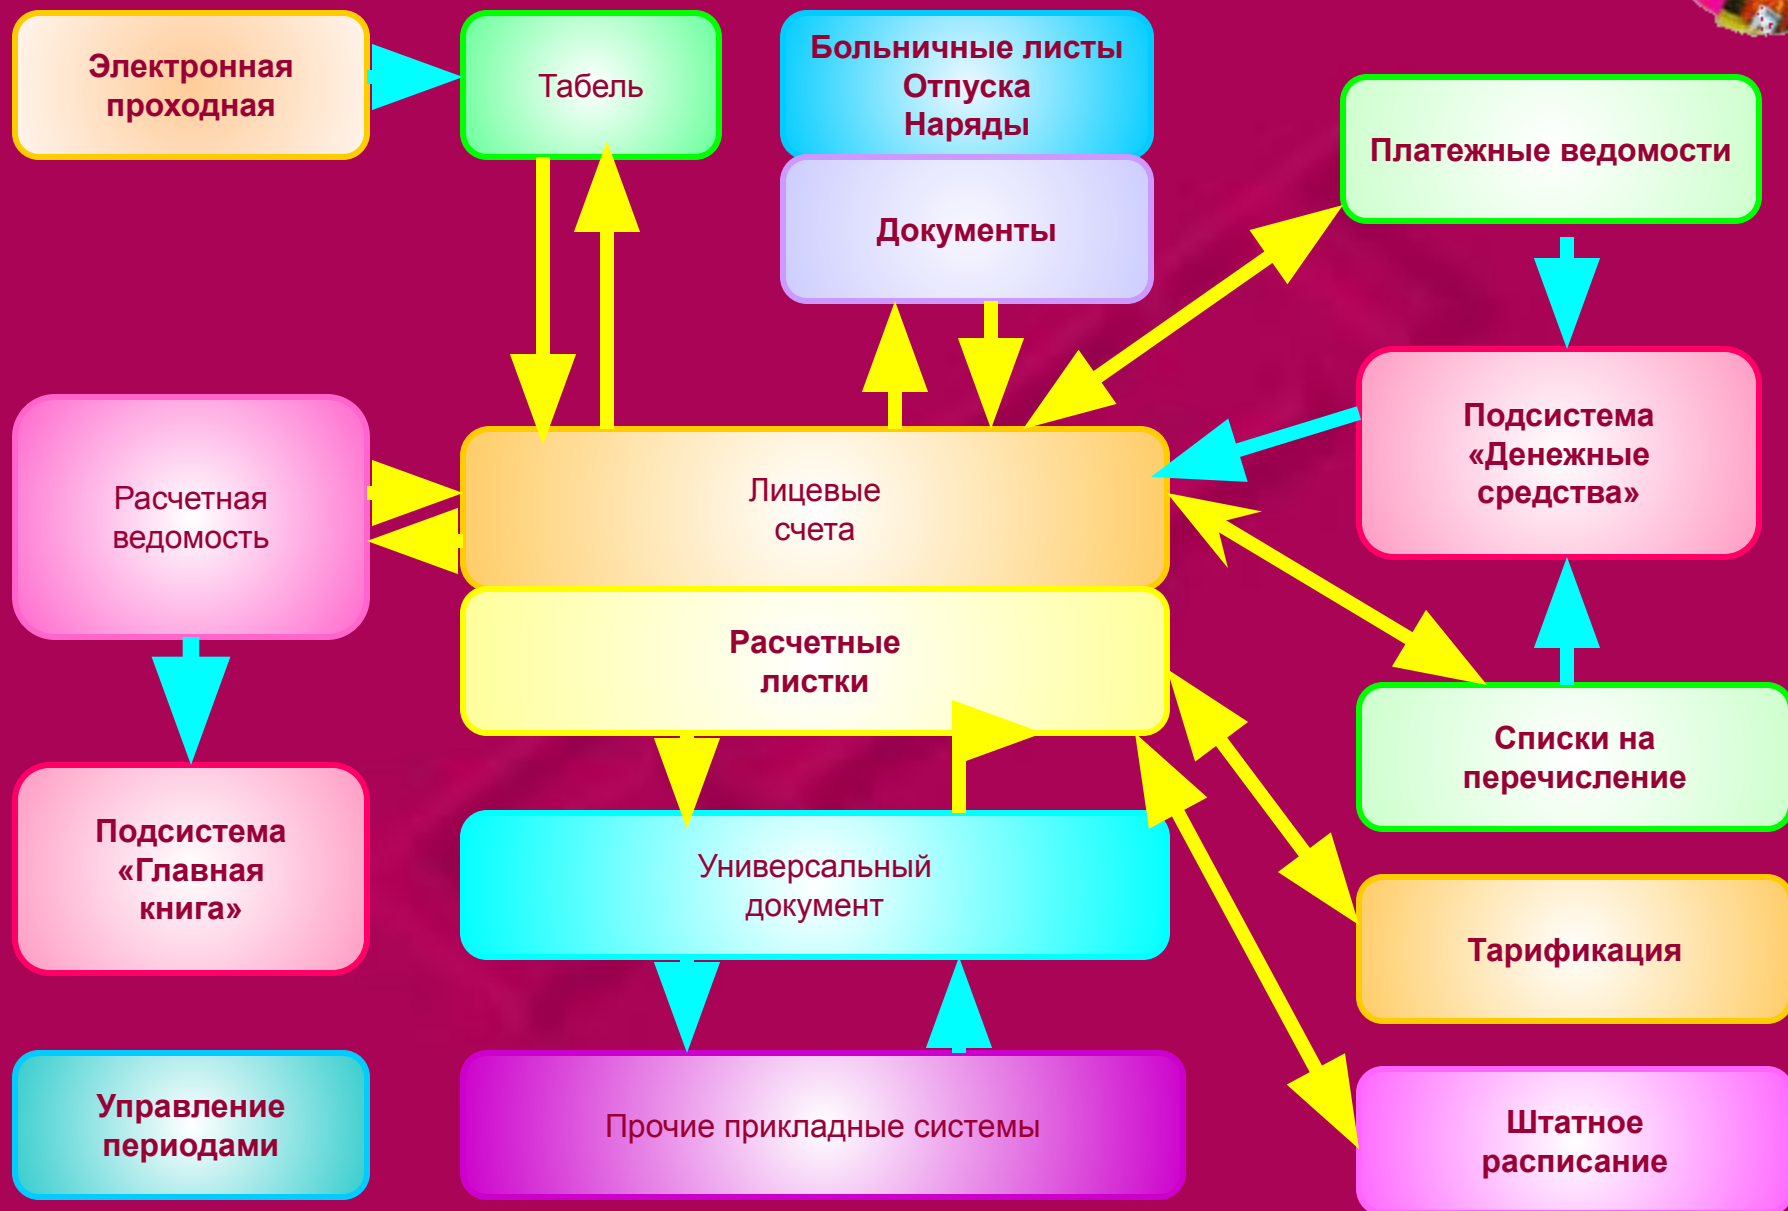 Электронная
проходная
Табель
Больничные листы
Отпуска
Наряды
Документы
Платежные ведомости
Подсистема
«Денежные
средства»
Расчетная
ведомость
Лицевые
счета
Расчетные
листки
Списки на
перечисление
Подсистема
«Главная
книга»
Универсальный
документ
Тарификация
Управление
периодами
Прочие прикладные системы
Штатное
расписание